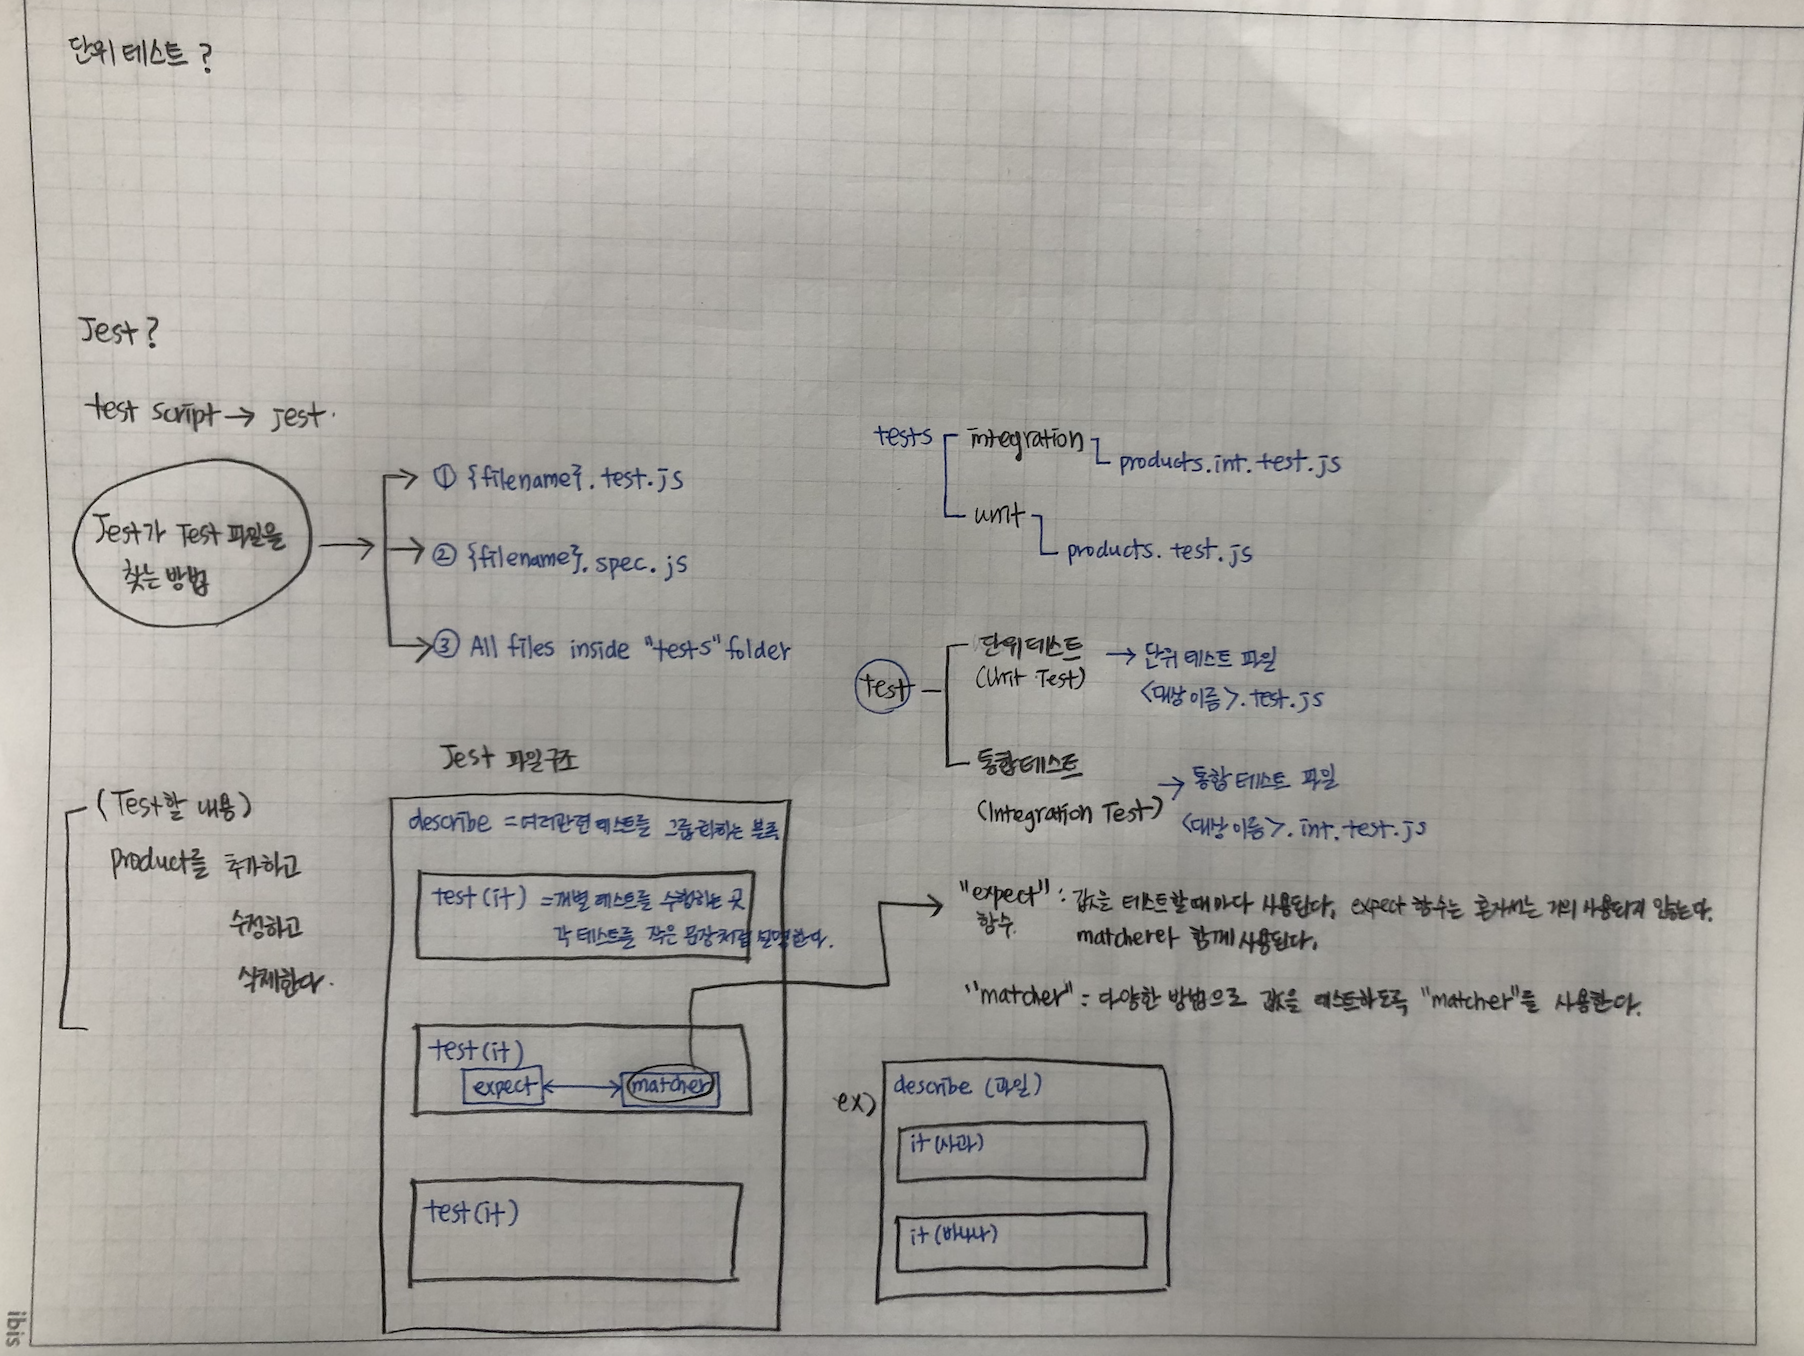 단위 테스트?
Jest?
test script → jest.
Jest가 Test 파일을
찾는 방법
① {filename}.test.js
② {filename}.spec.js
③ All files inside "tests" folder
tests
integration
products.int.test.js
unit
products.test.js
test
단위테스트
(Unit Test)
→ 단위 테스트 파일
<대상이름>.test.js
통합테스트
(Integration Test)
→ 통합 테스트 파일
<대상이름>.int.test.js
(Test할 내용)
product를 추가하고
수정하고
삭제한다.
Jest 파일구조
describe = 여러관련 테스트를 그룹화하는 블록
test(it) = 개별 테스트를 수행하는 곳
각 테스트를 작은 문장처럼 설명한다.
test(it)
expect ↔ matcher
test(it)
"expect" : 값을 테스트할때마다 사용된다, expect 함수는 혼자서는 거의 사용되지 않는다.
함수.
matcher와 함께사용된다.
"matcher" = 다양한 방법으로 값을 테스트하도록 "matcher"를 사용한다.
ex)
describe (과일)
it (사과)
it (바나나)
ibis